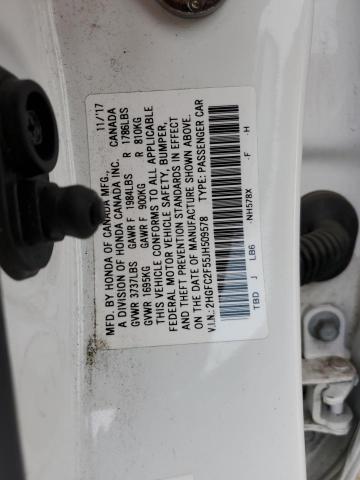 MFD. BY HONDA OF CANADA MFG., 11/'17
A DIVISION OF HONDA CANADA INC. CANADA
GVWR 3737LBS GAWR F 1984LBS R 1786LBS
GVWR 1695KG GAWR F 900KG R 810KG
THIS VEHICLE CONFORMS TO ALL APPLICABLE
FEDERAL MOTOR VEHICLE SAFETY, BUMPER,
AND THEFT PREVENTION STANDARDS IN EFFECT
ON THE DATE OF MANUFACTURE SHOWN ABOVE.
V.I.N.: 2HGFC2F55JH509578 TYPE: PASSENGER CAR
NH578X -F -H
TBD J LB6